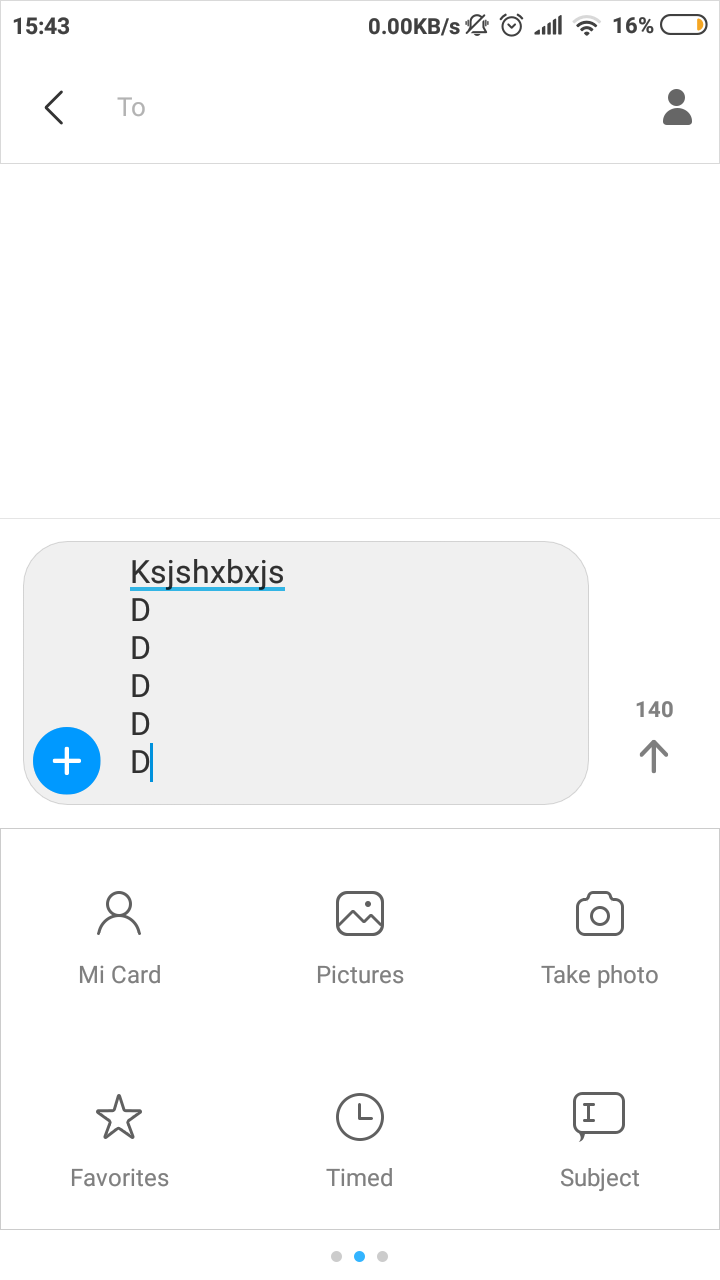 15:43 0.00KB/s 16%
To
Ksjshxbxjs
D
D
D
D
D
140
Mi Card Pictures Take photo
Favorites Timed Subject